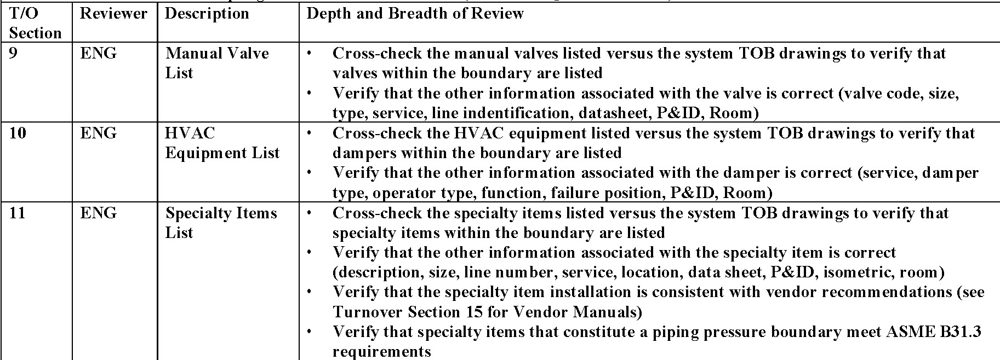 T/O Section Reviewer Description Depth and Breadth of Review
9 ENG Manual Valve List
• Cross-check the manual valves listed versus the system TOB drawings to verify that
valves within the boundary are listed
• Verify that the other information associated with the valve is correct (valve code, size,
type, service, line indentification, datasheet, P&ID, Room)
10 ENG HVAC Equipment List
• Cross-check the HVAC equipment listed versus the system TOB drawings to verify that
dampers within the boundary are listed
• Verify that the other information associated with the damper is correct (service, damper
type, operator type, function, failure position, P&ID, Room)
11 ENG Specialty Items List
• Cross-check the specialty items listed versus the system TOB drawings to verify that
specialty items within the boundary are listed
• Verify that the other information associated with the specialty item is correct
(description, size, line number, service, location, data sheet, P&ID, isometric, room)
• Verify that the specialty item installation is consistent with vendor recommendations (see
Turnover Section 15 for Vendor Manuals)
• Verify that specialty items that constitute a piping pressure boundary meet ASME B31.3
requirements